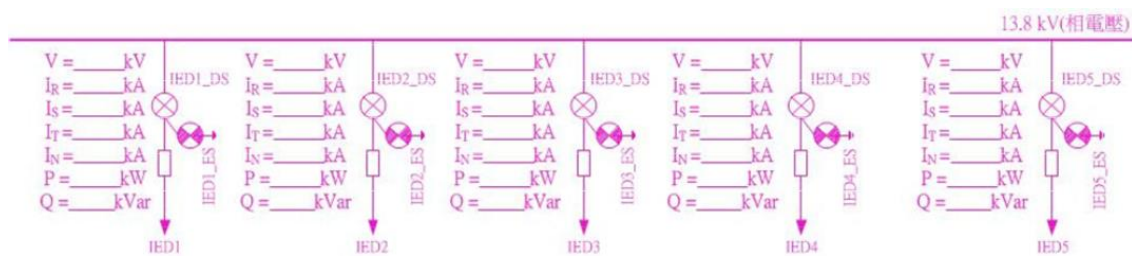 13.8 kV(相電壓)
V =_____kV
I_R=_____kA
I_S=_____kA
I_T=_____kA
I_N=_____kA
P =_____kW
Q =_____kVar
IED1_DS
IED1_ES
IED1
V =_____kV
I_R=_____kA
I_S=_____kA
I_T=_____kA
I_N=_____kA
P =_____kW
Q =_____kVar
IED2_DS
IED2_ES
IED2
V =_____kV
I_R=_____kA
I_S=_____kA
I_T=_____kA
I_N=_____kA
P =_____kW
Q =_____kVar
IED3_DS
IED3_ES
IED3
V =_____kV
I_R=_____kA
I_S=_____kA
I_T=_____kA
I_N=_____kA
P =_____kW
Q =_____kVar
IED4_DS
IED4_ES
IED4
V =_____kV
I_R=_____kA
I_S=_____kA
I_T=_____kA
I_N=_____kA
P =_____kW
Q =_____kVar
IED5_DS
IED5_ES
IED5